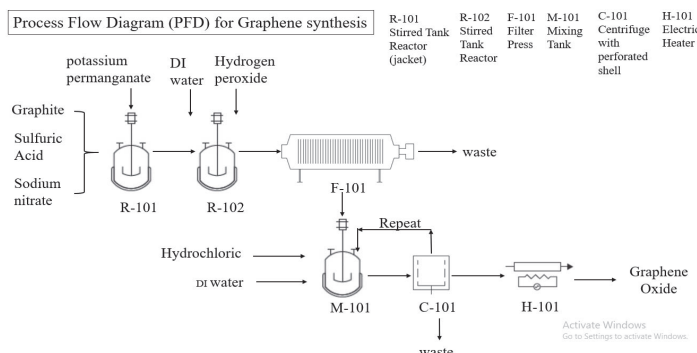 Process Flow Diagram (PFD) for Graphene synthesis
R-101
Stirred Tank
Reactor
(jacket)
R-102
Stirred
Tank
Reactor
F-101
Filter
Press
M-101
Mixing
Tank
C-101
Centrifuge
with
perforated
shell
H-101
Electric
Heater
potassium
permanganate
DI
water
Hydrogen
peroxide
Graphite
Sulfuric
Acid
Sodium
nitrate
R-101
R-102
F-101
waste
Repeat
Hydrochloric
DI water
M-101
C-101
H-101
Graphene
Oxide
waste
Activate Windows
Go to Settings to activate Windows.